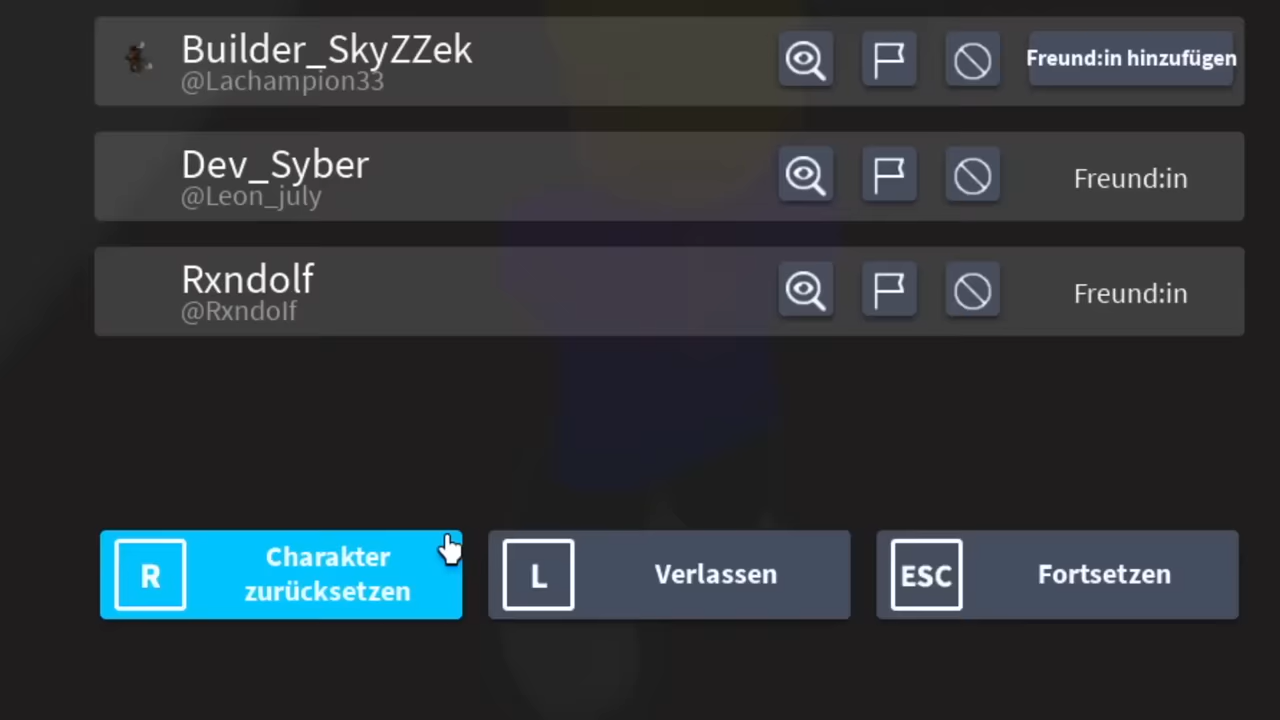 Builder_SkyZZek
@Lachampion33
Freund:in hinzufügen
Dev_Syber
@Leon_july
Freund:in
Rxndolf
@Rxndolf
Freund:in
R
Charakter
zurücksetzen
L
Verlassen
ESC
Fortsetzen